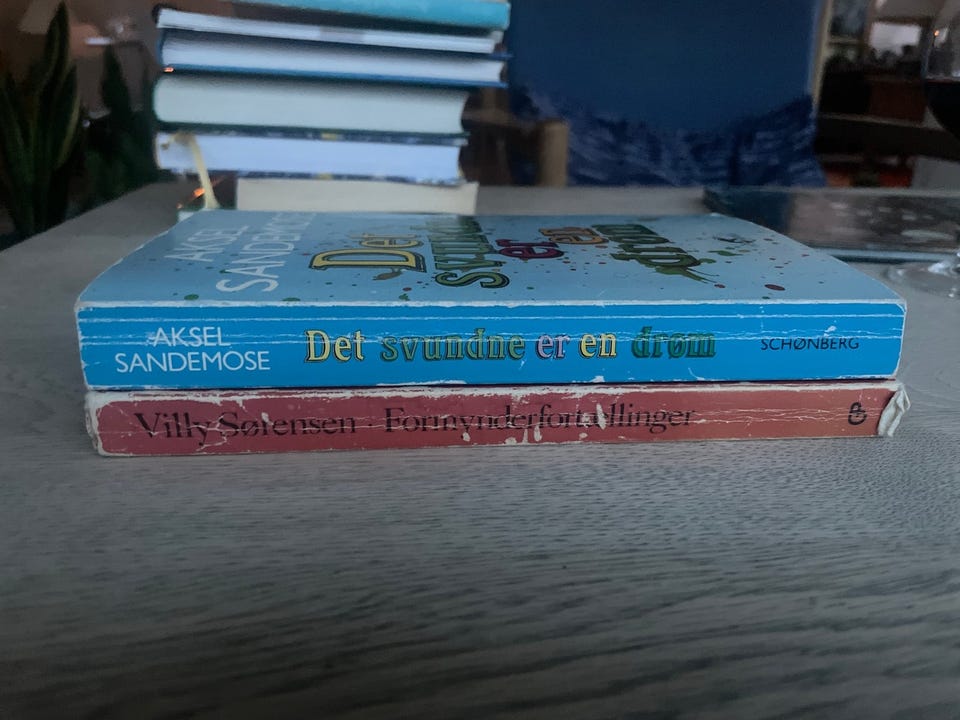 AKSEL
SANDEMOSE
Det
svundne
er en
drøm
AKSEL
SANDEMOSE
Det svundne er en drøm
SCHØNBERG
Villy Sørensen · Formynderfortællinger